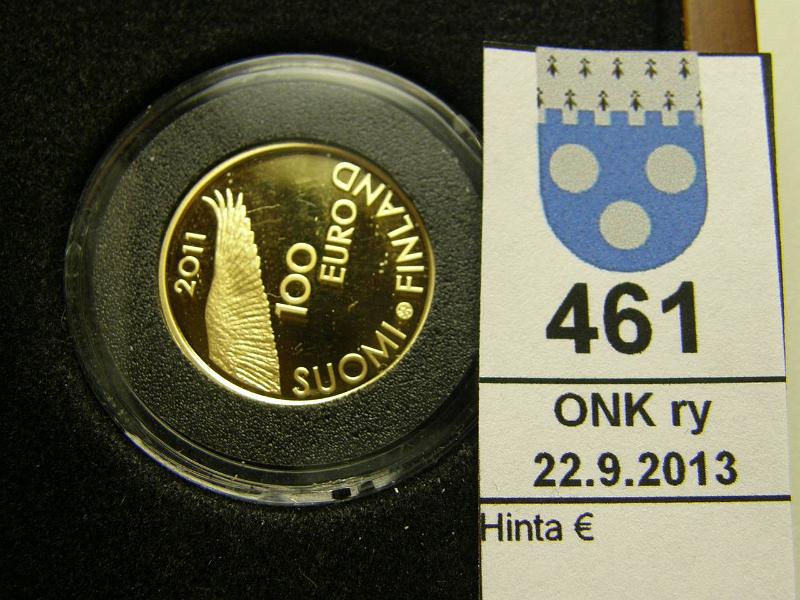 2011
100
EURO
SUOMI FINLAND
461
ONK ry
22.9.2013
Hinta €